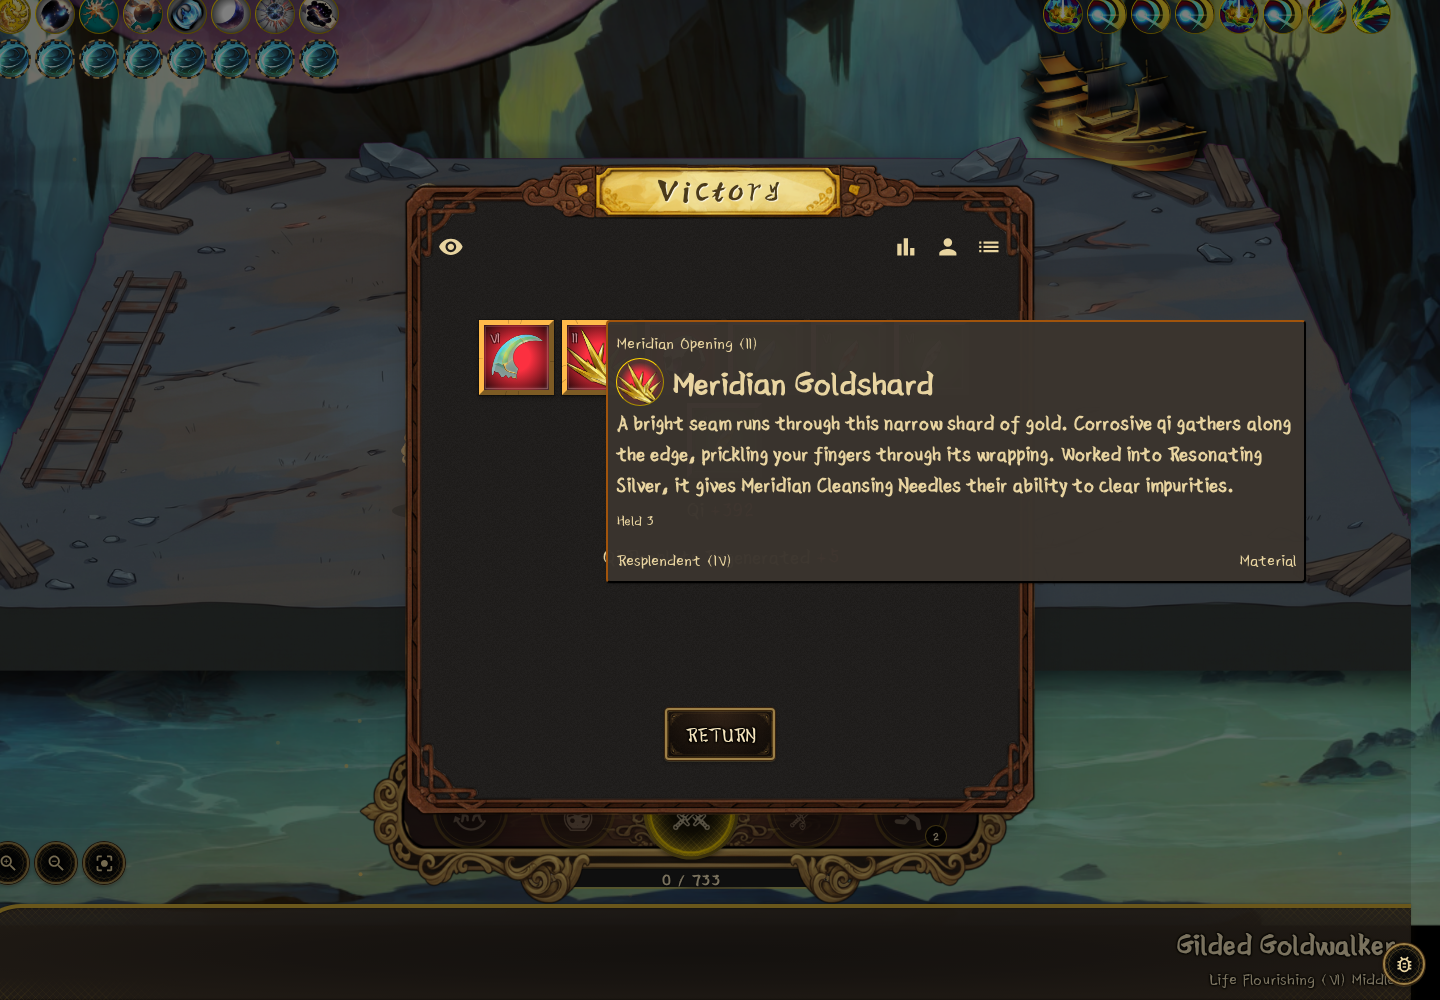 Victory
VI
II
Meridian Opening (II)
Meridian Goldshard
A bright seam runs through this narrow shard of gold. Corrosive qi gathers along
the edge, prickling your fingers through its wrapping. Worked into Resonating
Silver, it gives Meridian Cleansing Needles their ability to clear impurities.
Held 3
Resplendent (IV)
Material
RETURN
2
0 / 733
Gilded Goldwalker
Life Flourishing (VI) Middle